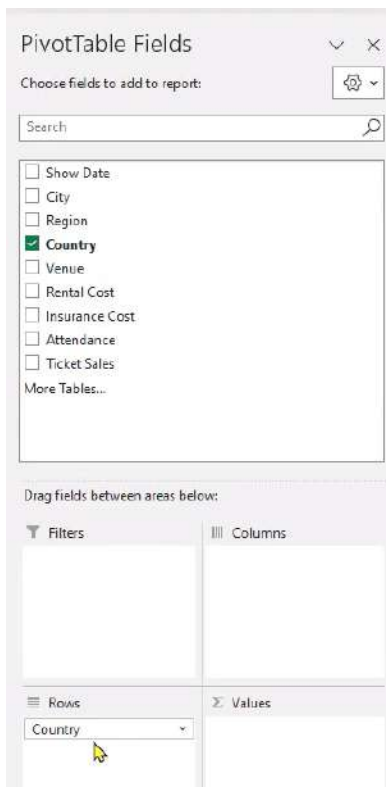 PivotTable Fields
Choose fields to add to report:
Search
Show Date
City
Region
Country
Venue
Rental Cost
Insurance Cost
Attendance
Ticket Sales
More Tables...
Drag fields between areas below:
Filters
Columns
Rows
Σ Values
Country